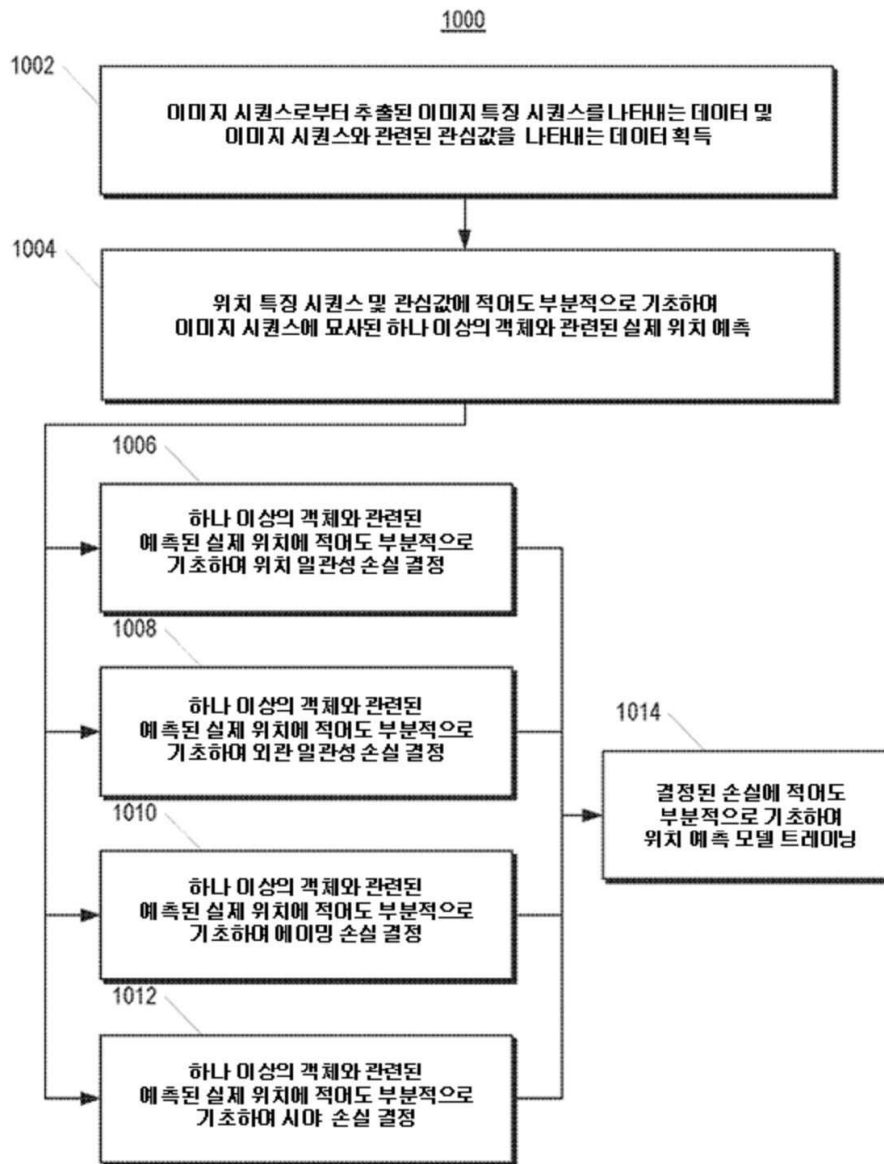 1000
1002
이미지 시퀀스로부터 추출된 이미지 특징 시퀀스를 나타내는 데이터 및
이미지 시퀀스와 관련된 관심값을 나타내는 데이터 획득
1004
위치 특징 시퀀스 및 관심값에 적어도 부분적으로 기초하여
이미지 시퀀스에 묘사된 하나 이상의 객체와 관련된 실제 위치 예측
1006
하나 이상의 객체와 관련된
예측된 실제 위치에 적어도 부분적으로
기초하여 위치 일관성 손실 결정
1008
하나 이상의 객체와 관련된
예측된 실제 위치에 적어도 부분적으로
기초하여 외관 일관성 손실 결정
1010
하나 이상의 객체와 관련된
예측된 실제 위치에 적어도 부분적으로
기초하여 에이밍 손실 결정
1012
하나 이상의 객체와 관련된
예측된 실제 위치에 적어도 부분적으로
기초하여 시야 손실 결정
1014
결정된 손실에 적어도
부분적으로 기초하여
위치 예측 모델 트레이닝